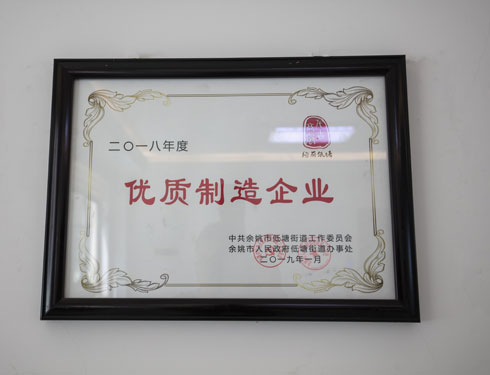 二〇一八年度
优质制造企业
中共余姚市低塘街道工作委员会
余姚市人民政府低塘街道办事处
二〇一九年一月